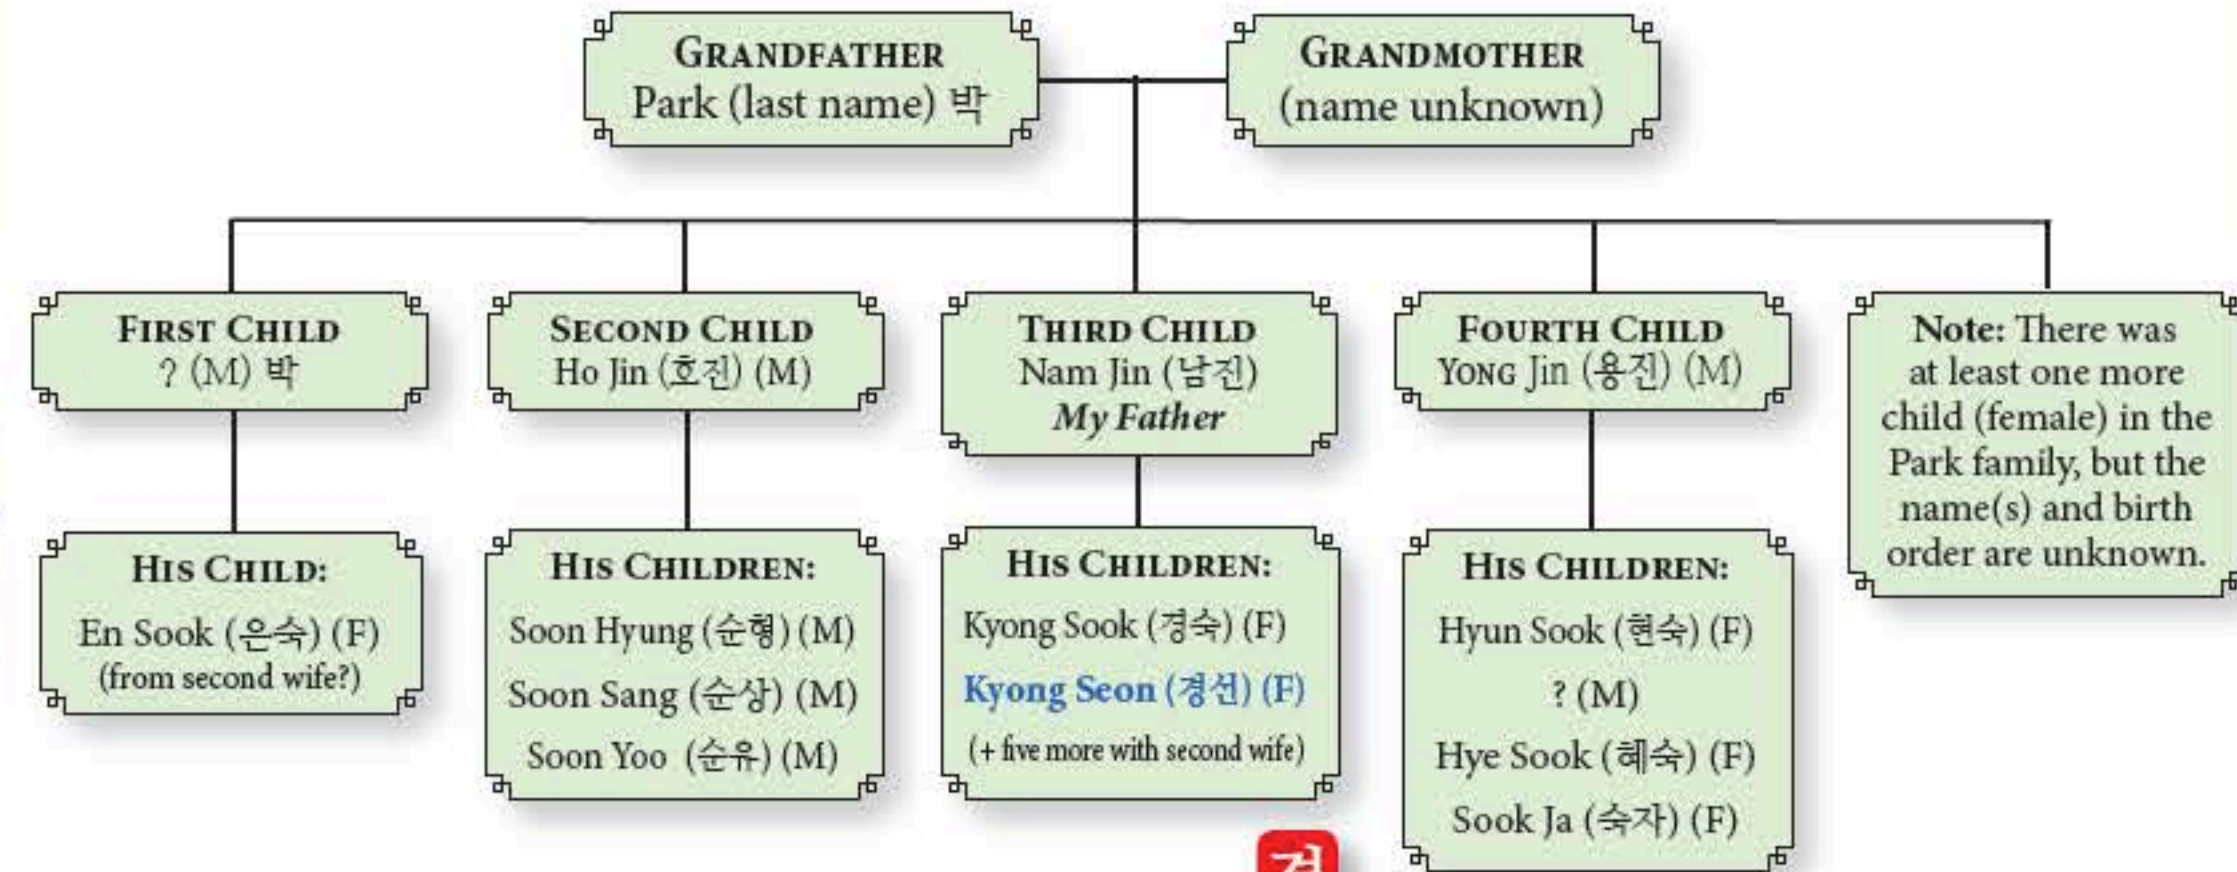 GRANDFATHER
Park (last name) 박
GRANDMOTHER
(name unknown)
FIRST CHILD
? (M) 박
SECOND CHILD
Ho Jin (호진) (M)
THIRD CHILD
Nam Jin (남진)
My Father
FOURTH CHILD
YONG Jin (용진) (M)
Note: There was
at least one more
child (female) in the
Park family, but the
name(s) and birth
order are unknown.
HIS CHILD:
En Sook (은숙) (F)
(from second wife?)
HIS CHILDREN:
Soon Hyung (순형) (M)
Soon Sang (순상) (M)
Soon Yoo (순유) (M)
HIS CHILDREN:
Kyong Sook (경숙) (F)
Kyong Seon (경선) (F)
(+ five more with second wife)
HIS CHILDREN:
Hyun Sook (현숙) (F)
? (M)
Hye Sook (혜숙) (F)
Sook Ja (숙자) (F)